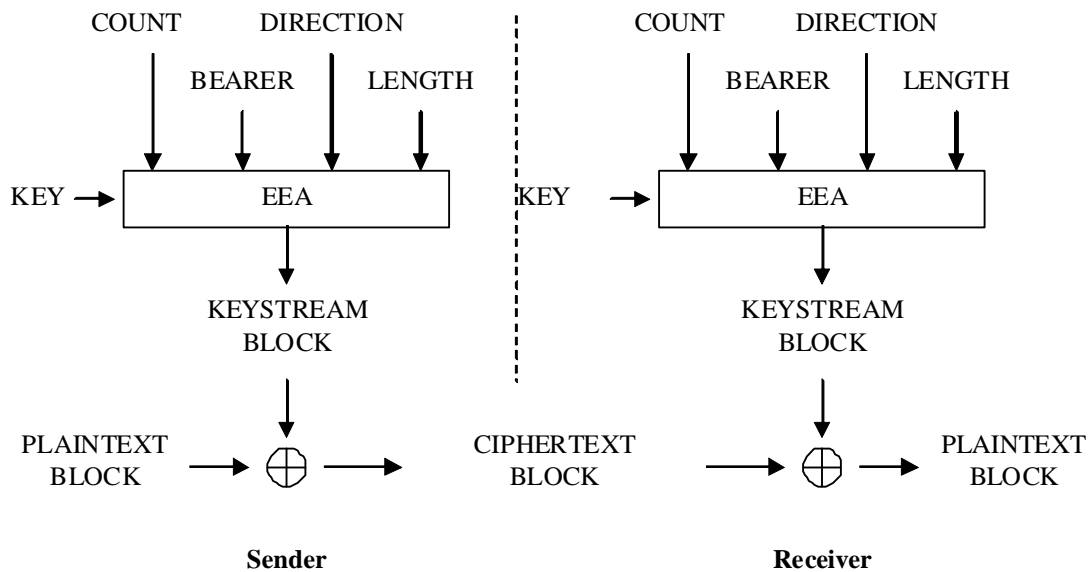 COUNT DIRECTION
BEARER LENGTH
KEY EEA
KEYSTREAM
BLOCK
PLAINTEXT
BLOCK
Sender
COUNT DIRECTION
BEARER LENGTH
KEY EEA
KEYSTREAM
BLOCK
CIPHERTEXT
BLOCK
PLAINTEXT
BLOCK
Receiver